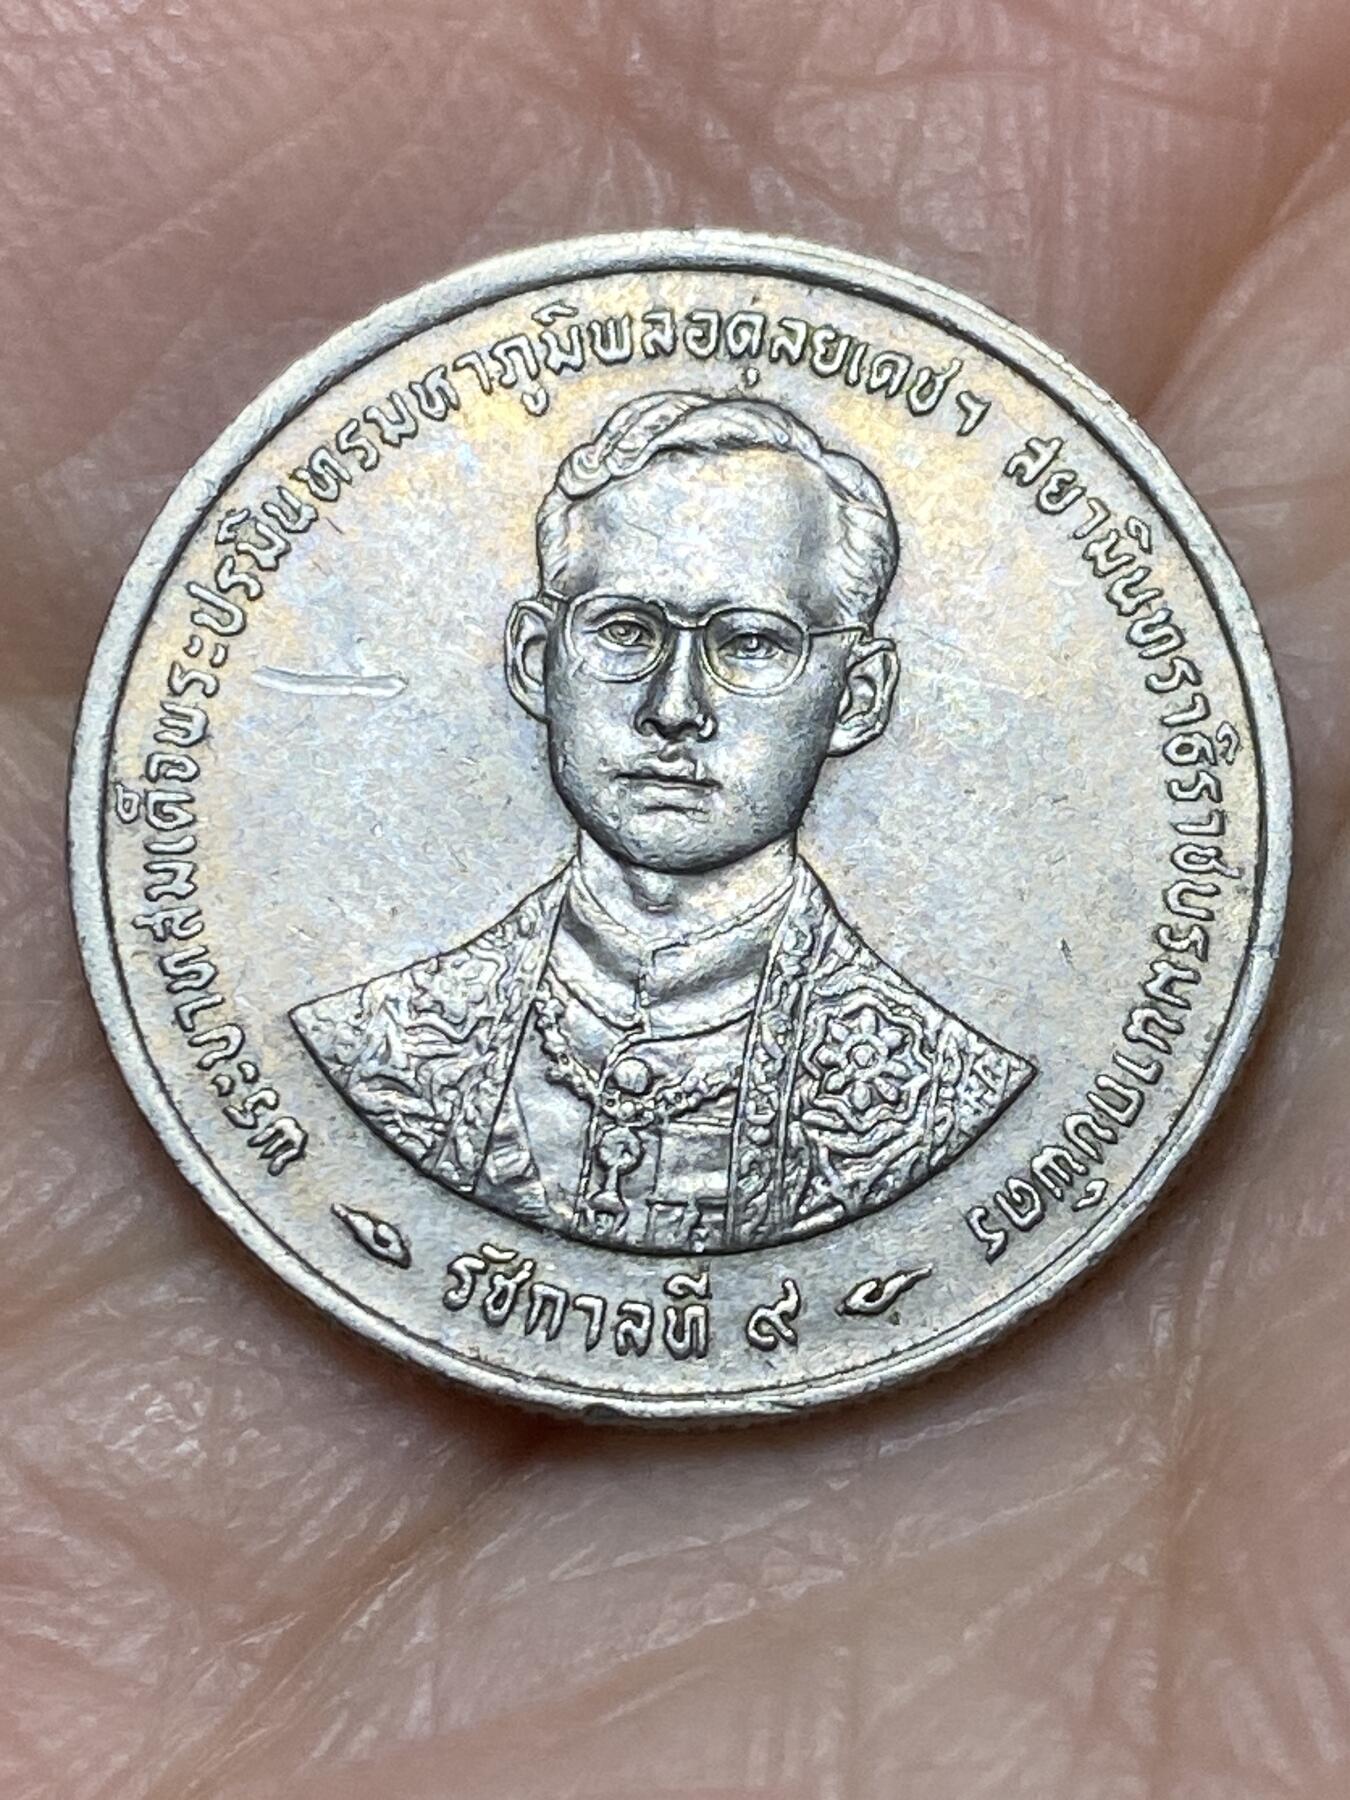 พระบาทสมเด็จพระปรมินทรมหาภูมิพลอดุลยเดชฯ สยามินทราธิราชบรมนาถบพิตร
รัชกาลที่ ๙